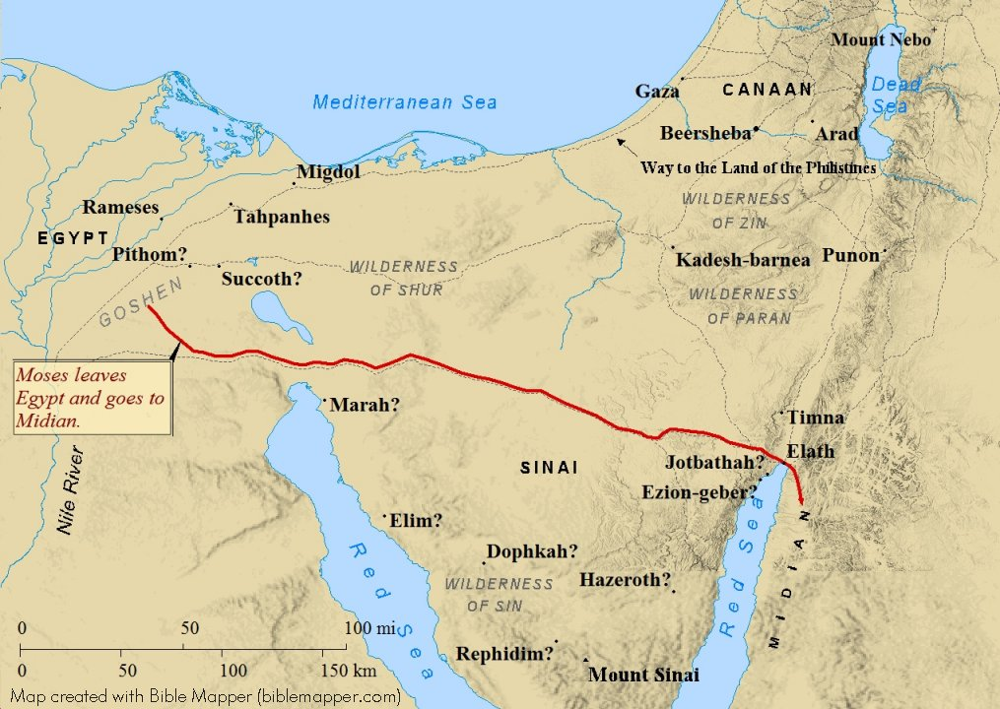 Mount Nebo
Dead
Sea
Gaza
CANAAN
Mediterranean Sea
Beersheba
Arad
Way to the Land of the Philistines
Migdol
WILDERNESS
OF ZIN
Rameses
Tahpanhes
EGYPT
Pithom?
Kadesh-barnea
Punon
Succoth?
WILDERNESS
OF SHUR
GOSHEN
WILDERNESS
OF PARAN
Moses leaves
Egypt and goes to
Midian.
Marah?
Timna
Elath
Jotbathah?
SINAI
Ezion-geber?
Nile River
Elim?
Red Sea
Red Sea
MIDIAN
Dophkah?
Hazeroth?
WILDERNESS
OF SIN
Rephidim?
Mount Sinai
0 50 100 mi
0 50 100 150 km
Map created with Bible Mapper (biblemapper.com)